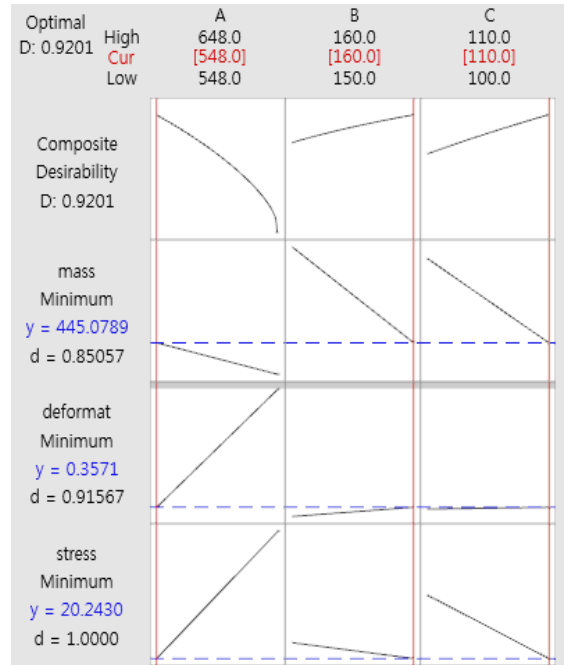 Optimal
D: 0.9201
High
Cur
Low
A
648.0
[548.0]
548.0
B
160.0
[160.0]
150.0
C
110.0
[110.0]
100.0
Composite
Desirability
D: 0.9201
mass
Minimum
y = 445.0789
d = 0.85057
deformat
Minimum
y = 0.3571
d = 0.91567
stress
Minimum
y = 20.2430
d = 1.0000